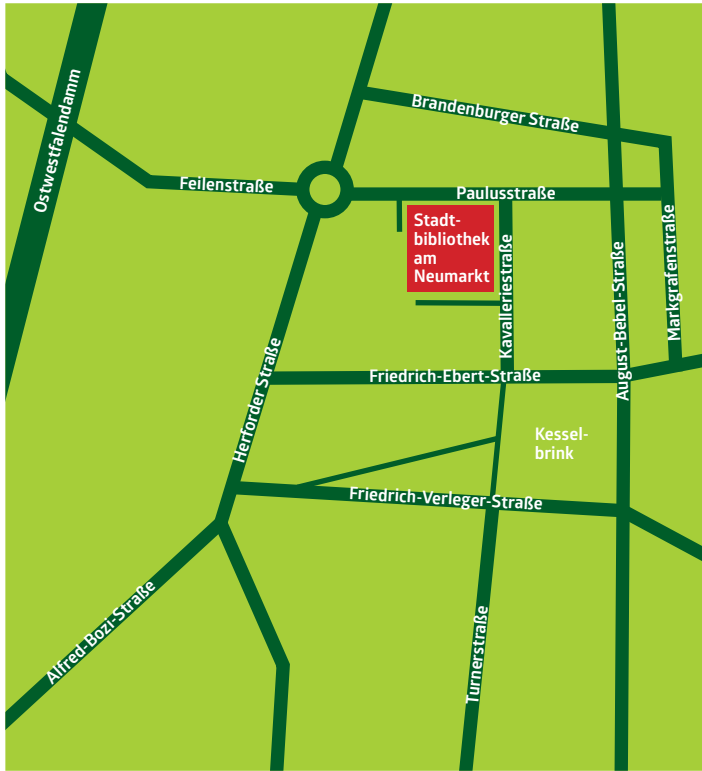 Ostwestfalendamm
Brandenburger Straße
Feilenstraße
Paulusstraße
Stadt-
bibliothek
am
Neumarkt
Kavalleriestraße
Markgrafenstraße
August-Bebel-Straße
Herforder Straße
Friedrich-Ebert-Straße
Kessel-
brink
Friedrich-Verleger-Straße
Alfred-Bozi-Straße
Turnerstraße